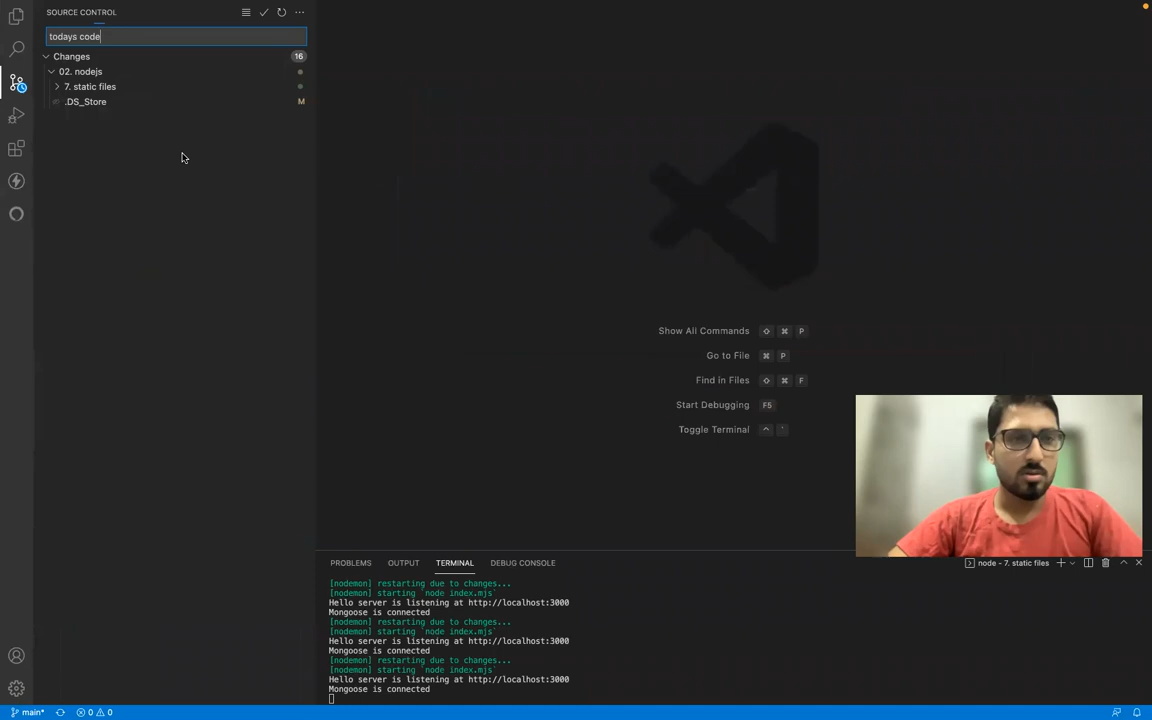 SOURCE CONTROL
todays code
Changes 16
02. nodejs
7. static files
.DS_Store M
Show All Commands ⇧ ⌘ P
Go to File ⌘ P
Find in Files ⇧ ⌘ F
Start Debugging F5
Toggle Terminal ^ `
PROBLEMS OUTPUT TERMINAL DEBUG CONSOLE node - 7. static files
[nodemon] restarting due to changes...
[nodemon] starting `node index.mjs`
Hello server is listening at http://localhost:3000
Mongoose is connected
[nodemon] restarting due to changes...
[nodemon] starting `node index.mjs`
Hello server is listening at http://localhost:3000
Mongoose is connected
[nodemon] restarting due to changes...
[nodemon] starting `node index.mjs`
Hello server is listening at http://localhost:3000
Mongoose is connected
main* 0 0